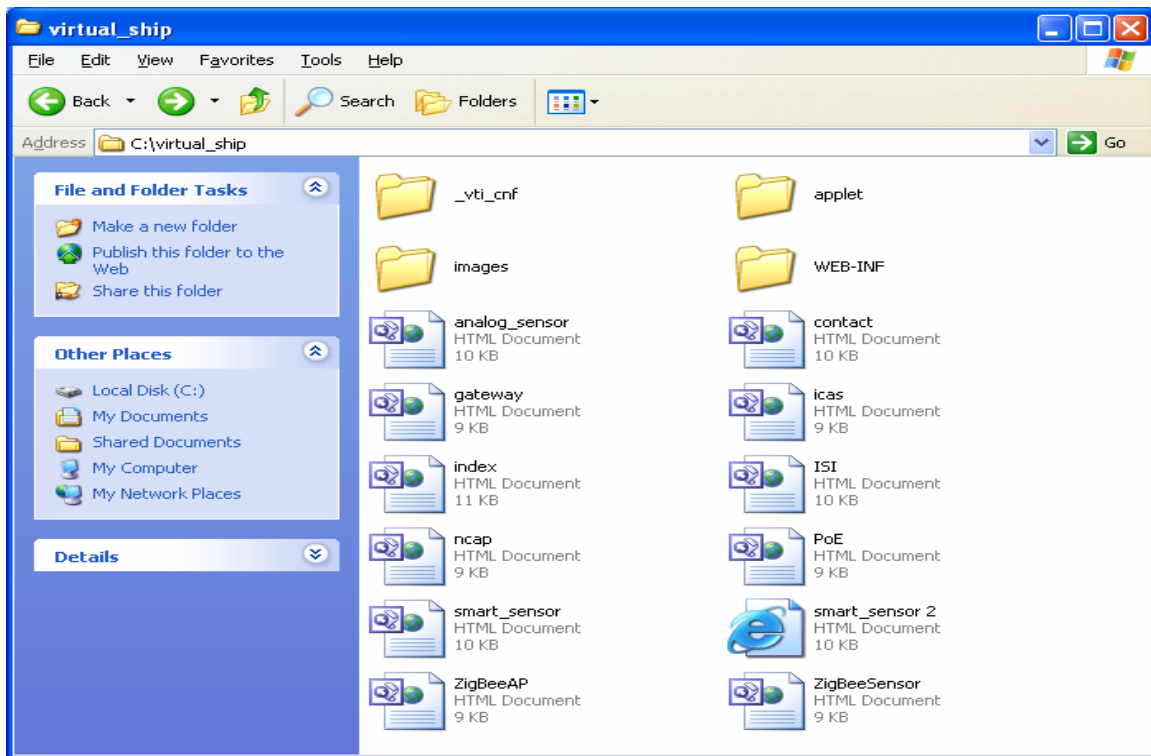 virtual_ship
File Edit View Favorites Tools Help
Back Search Folders
Address C:\virtual_ship Go
File and Folder Tasks
Make a new folder
Publish this folder to the
Web
Share this folder
Other Places
Local Disk (C:)
My Documents
Shared Documents
My Computer
My Network Places
Details
_vti_cnf
applet
images
WEB-INF
analog_sensor
HTML Document
10 KB
contact
HTML Document
10 KB
gateway
HTML Document
9 KB
icas
HTML Document
9 KB
index
HTML Document
11 KB
ISI
HTML Document
10 KB
ncap
HTML Document
9 KB
PoE
HTML Document
9 KB
smart_sensor
HTML Document
10 KB
smart_sensor 2
HTML Document
10 KB
ZigBeeAP
HTML Document
9 KB
ZigBeeSensor
HTML Document
9 KB